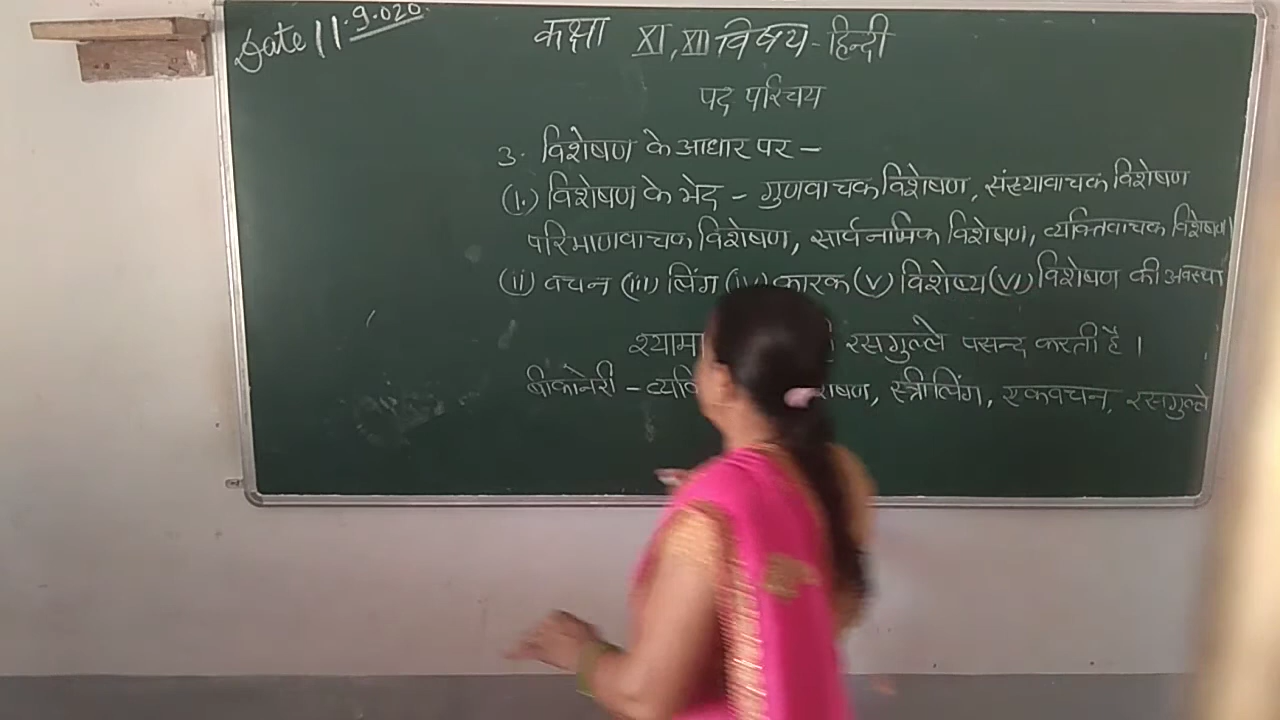 Date 11.9.020.
कक्षा XI, XII विषय - हिन्दी
पद परिचय
3. विशेषण के आधार पर -
(i.) विशेषण के भेद - गुणवाचक विशेषण, संख्यावाचक विशेषण
परिमाणवाचक विशेषण, सार्वनामिक विशेषण, व्यक्तिवाचक विशेषण।
(ii) वचन (iii) लिंग (iv) कारक (v) विशेष्य (vi) विशेषण की अवस्था
श्यामा रसगुल्ले पसन्द करती है।
बीकानेरी - स्त्रीलिंग, एकवचन, रसगुल्ले